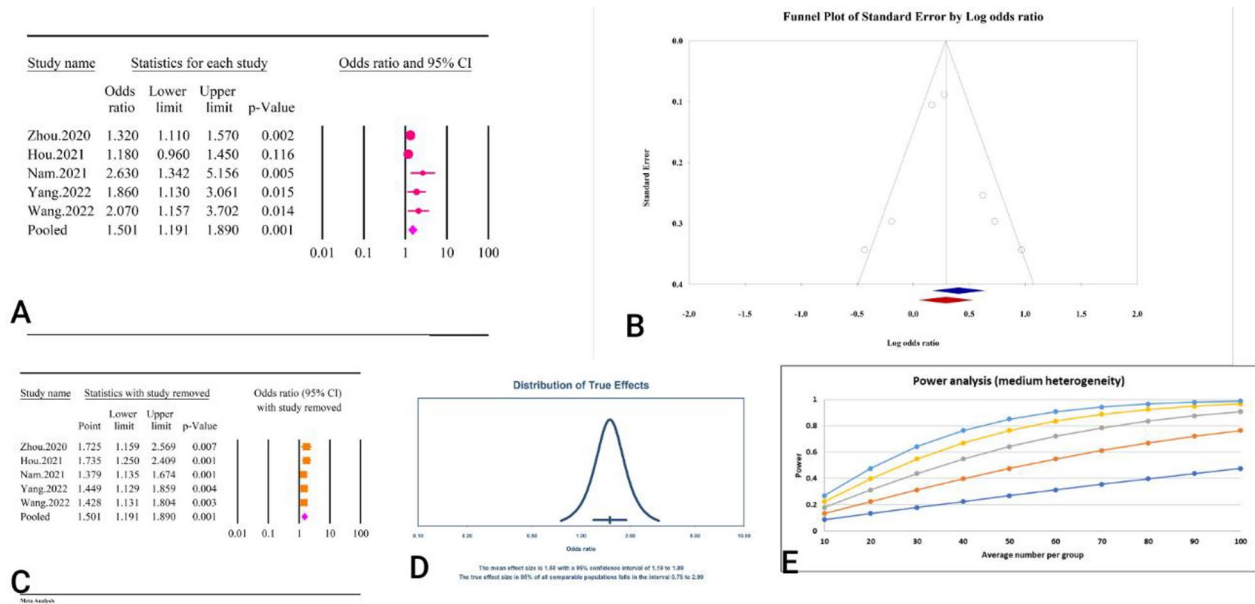 Study name Statistics for each study Odds ratio and 95% CI
Odds ratio Lower limit Upper limit p-Value
Zhou.2020 1.320 1.110 1.570 0.002
Hou.2021 1.180 0.960 1.450 0.116
Nam.2021 2.630 1.342 5.156 0.005
Yang.2022 1.860 1.130 3.061 0.015
Wang.2022 2.070 1.157 3.702 0.014
Pooled 1.501 1.191 1.890 0.001
0.01 0.1 1 10 100
A
Funnel Plot of Standard Error by Log odds ratio
Standard Error
0.0
0.1
0.2
0.3
0.4
-2.0 -1.5 -1.0 -0.5 0.0 0.5 1.0 1.5 2.0
Log odds ratio
B
Study name Statistics with study removed Odds ratio (95% CI) with study removed
Point Lower limit Upper limit p-Value
Zhou.2020 1.725 1.159 2.569 0.007
Hou.2021 1.735 1.250 2.409 0.001
Nam.2021 1.379 1.135 1.674 0.001
Yang.2022 1.449 1.129 1.859 0.004
Wang.2022 1.428 1.131 1.804 0.003
Pooled 1.501 1.191 1.890 0.001
0.01 0.1 1 10 100
C
Meta Analysis
Distribution of True Effects
0.10 0.20 0.50 1.00 2.00 5.00 10.00
Odds ratio
The mean effect size is 1.50 with a 95% confidence interval of 1.19 to 1.89
The true effect size in 95% of all comparable populations falls in the interval 0.75 to
D
Power analysis (medium heterogeneity)
Power
1
0.8
0.6
0.4
0.2
0
10 20 30 40 50 60 70 80 90 100
Average number per group
E